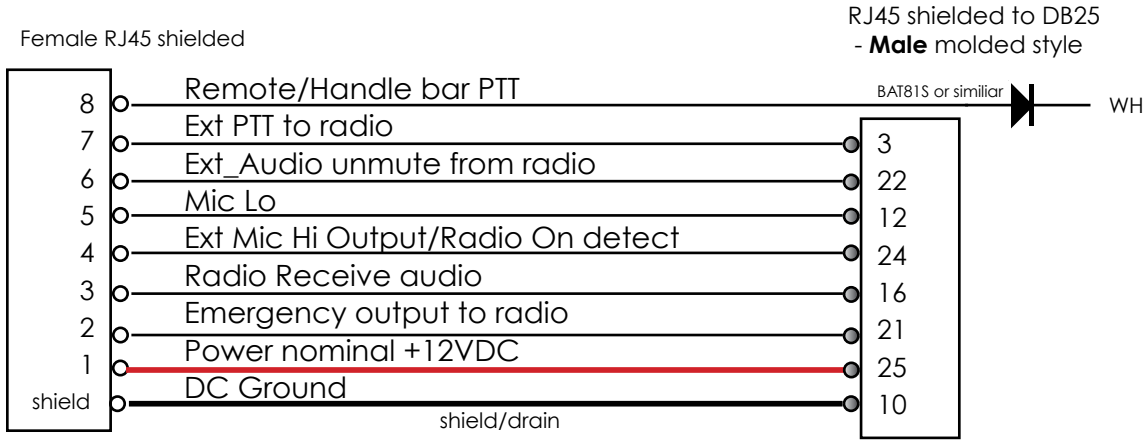 RJ45 shielded to DB25
Female RJ45 shielded
- Male molded style
8 Remote/Handle bar PTT BAT81S or similiar WH
7 Ext PTT to radio 3
6 Ext_Audio unmute from radio 22
5 Mic Lo 12
4 Ext Mic Hi Output/Radio On detect 24
3 Radio Receive audio 16
2 Emergency output to radio 21
1 Power nominal +12VDC 25
shield DC Ground 10
shield/drain